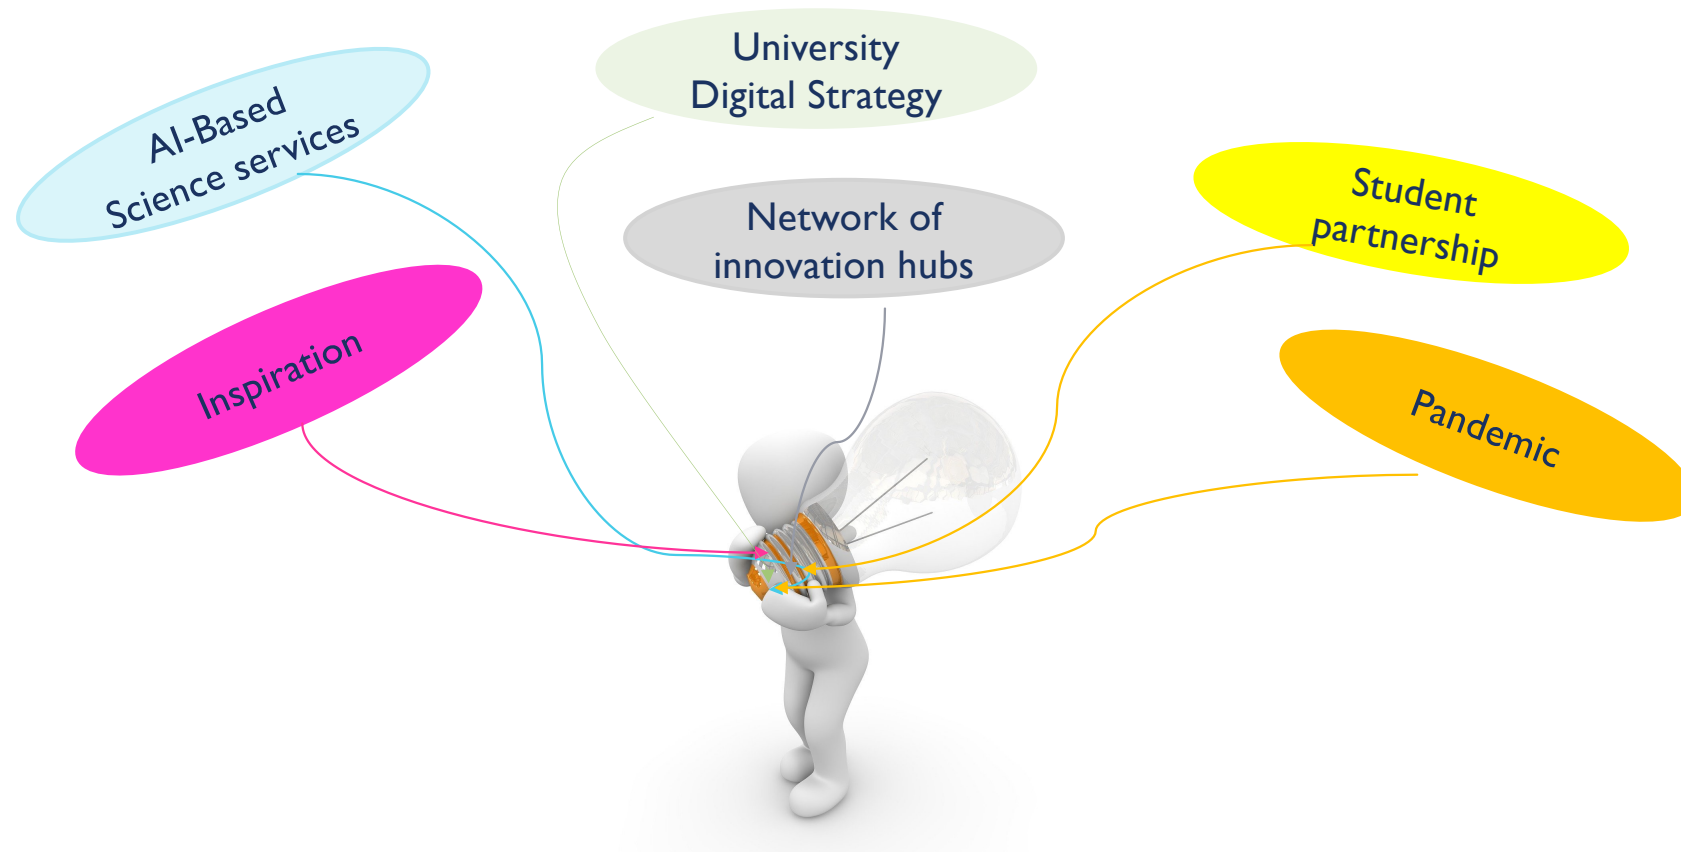 University
Digital Strategy
AI-Based
Science services
Network of
innovation hubs
Student
partnership
Inspiration
Pandemic